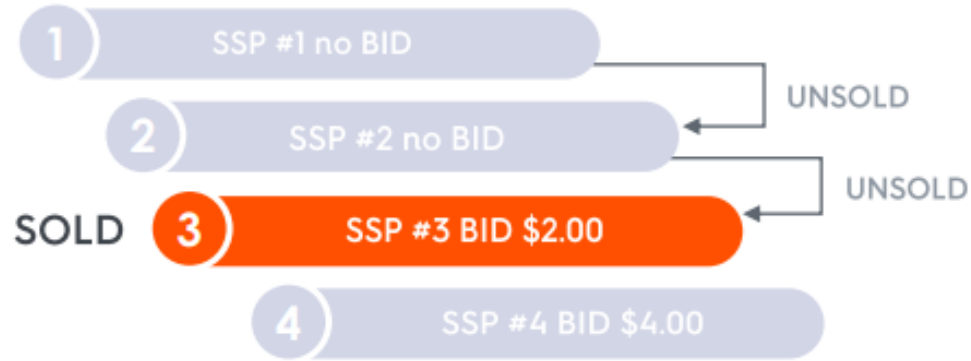 1 SSP #1 no BID
UNSOLD
2 SSP #2 no BID
UNSOLD
SOLD 3 SSP #3 BID $2.00
4 SSP #4 BID $4.00